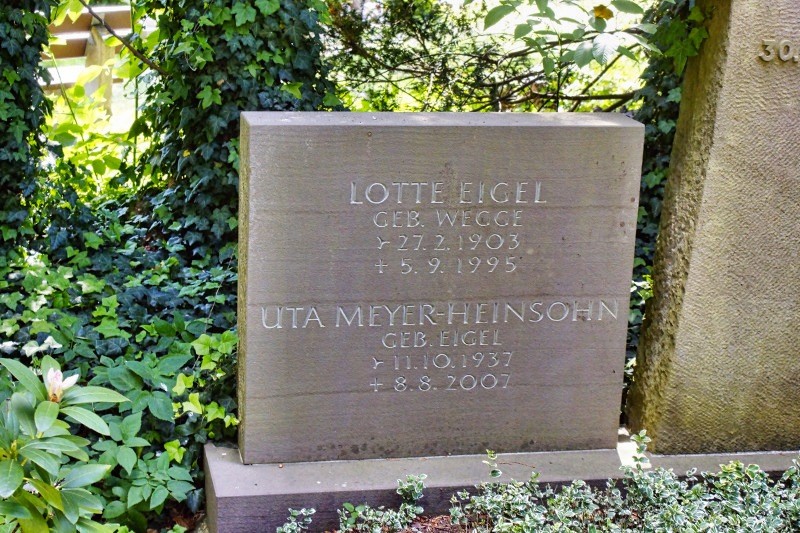 LOTTE EIGEL
GEB. WEGGE
27.2.1903
+ 5.9.1995
UTA MEYER-HEINSOHN
GEB. EIGEL
11.10.1937
+ 8.8.2007
30.